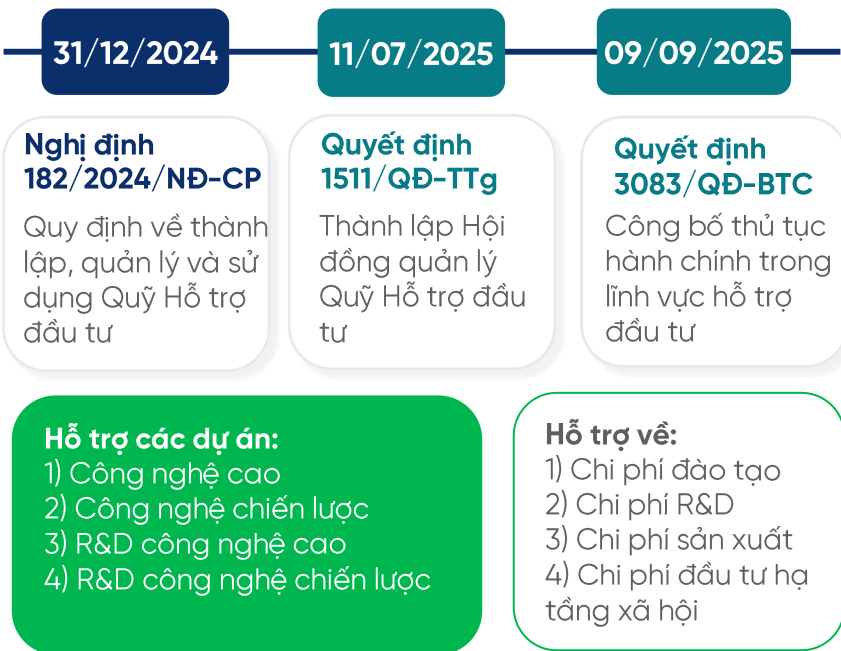 31/12/2024
11/07/2025
09/09/2025
Nghị định
182/2024/NĐ-CP
Quy định về thành
lập, quản lý và sử
dụng Quỹ Hỗ trợ
đầu tư
Quyết định
1511/QĐ-TTg
Thành lập Hội
đồng quản lý
Quỹ Hỗ trợ đầu
tư
Quyết định
3083/QĐ-BTC
Công bố thủ tục
hành chính trong
lĩnh vực hỗ trợ
đầu tư
Hỗ trợ các dự án:
1) Công nghệ cao
2) Công nghệ chiến lược
3) R&D công nghệ cao
4) R&D công nghệ chiến lược
Hỗ trợ về:
1) Chi phí đào tạo
2) Chi phí R&D
3) Chi phí sản xuất
4) Chi phí đầu tư hạ
tầng xã hội